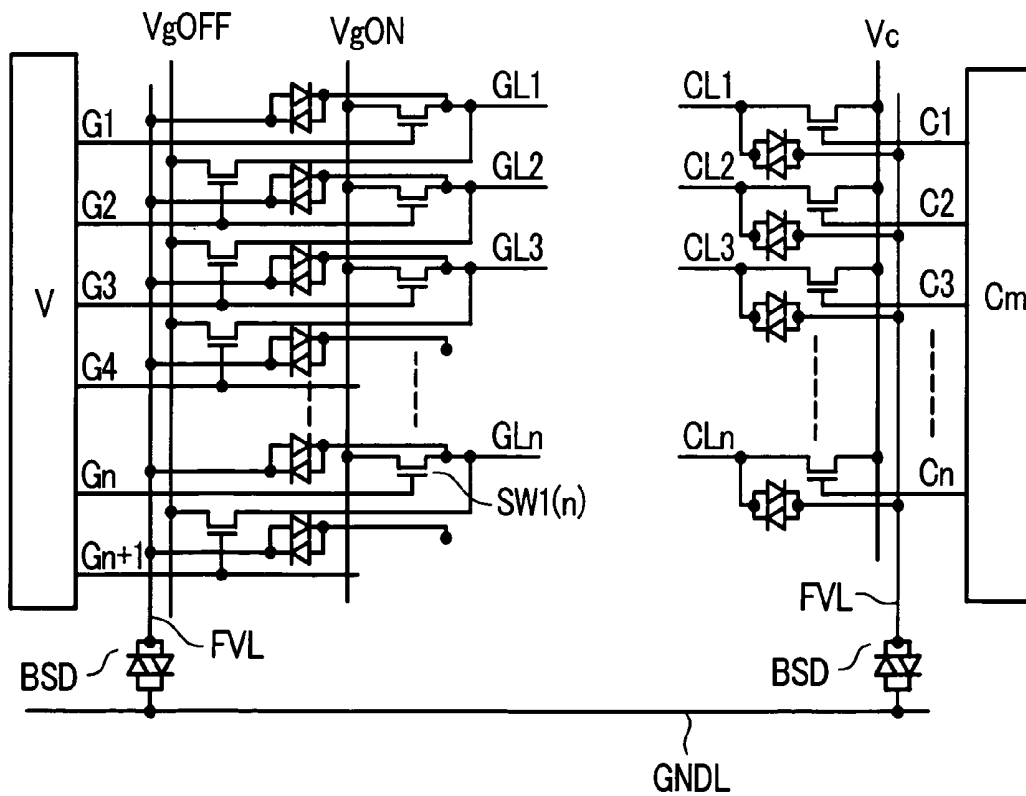 VgOFF VgON Vc
GL1 CL1
G1 C1
GL2 CL2
G2 C2
GL3 CL3
V G3 C3 Cm
G4
GLn CLn
Gn SW1(n) Cn
Gn+1
FVL FVL
BSD BSD
GNDL